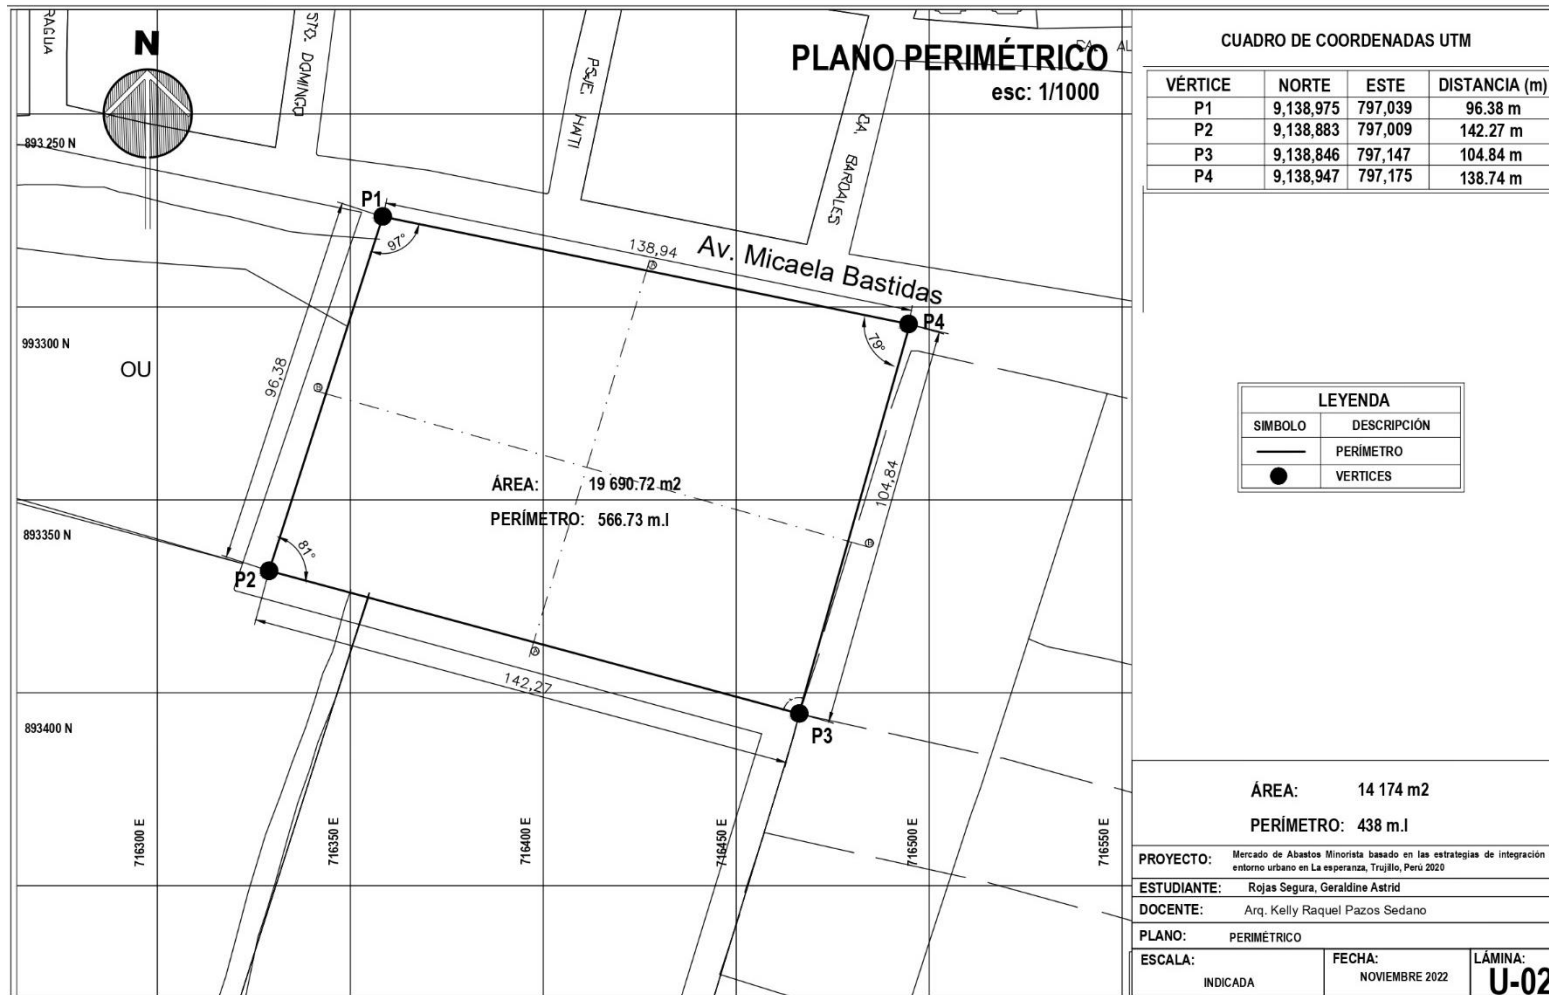 RAGUA
N
STO. DOMINGO
PSJE. HAITI
CA. BARDALES
CA. AL
PLANO PERIMÉTRICO
esc: 1/1000
893 250 N
993300 N
893350 N
893400 N
OU
P1
97°
138,94
A
Av. Micaela Bastidas
P4
79°
96,38
B
104,84
ÁREA: 19 690.72 m2
PERÍMETRO: 566.73 m.l
B
81°
P2
A
142,27
P3
716300 E
716350 E
716400 E
716450 E
716500 E
716550 E
CUADRO DE COORDENADAS UTM
VÉRTICE NORTE ESTE DISTANCIA (m)
P1 9,138,975 797,039 96.38 m
P2 9,138,883 797,009 142.27 m
P3 9,138,846 797,147 104.84 m
P4 9,138,947 797,175 138.74 m
LEYENDA
SIMBOLO DESCRIPCIÓN
PERÍMETRO
VERTICES
ÁREA: 14 174 m2
PERÍMETRO: 438 m.l
PROYECTO: Mercado de Abastos Minorista basado en las estrategias de integración
entorno urbano en La esperanza, Trujillo, Perú 2020
ESTUDIANTE: Rojas Segura, Geraldine Astrid
DOCENTE: Arq. Kelly Raquel Pazos Sedano
PLANO: PERIMÉTRICO
ESCALA: INDICADA
FECHA: NOVIEMBRE 2022
LÁMINA: U-02